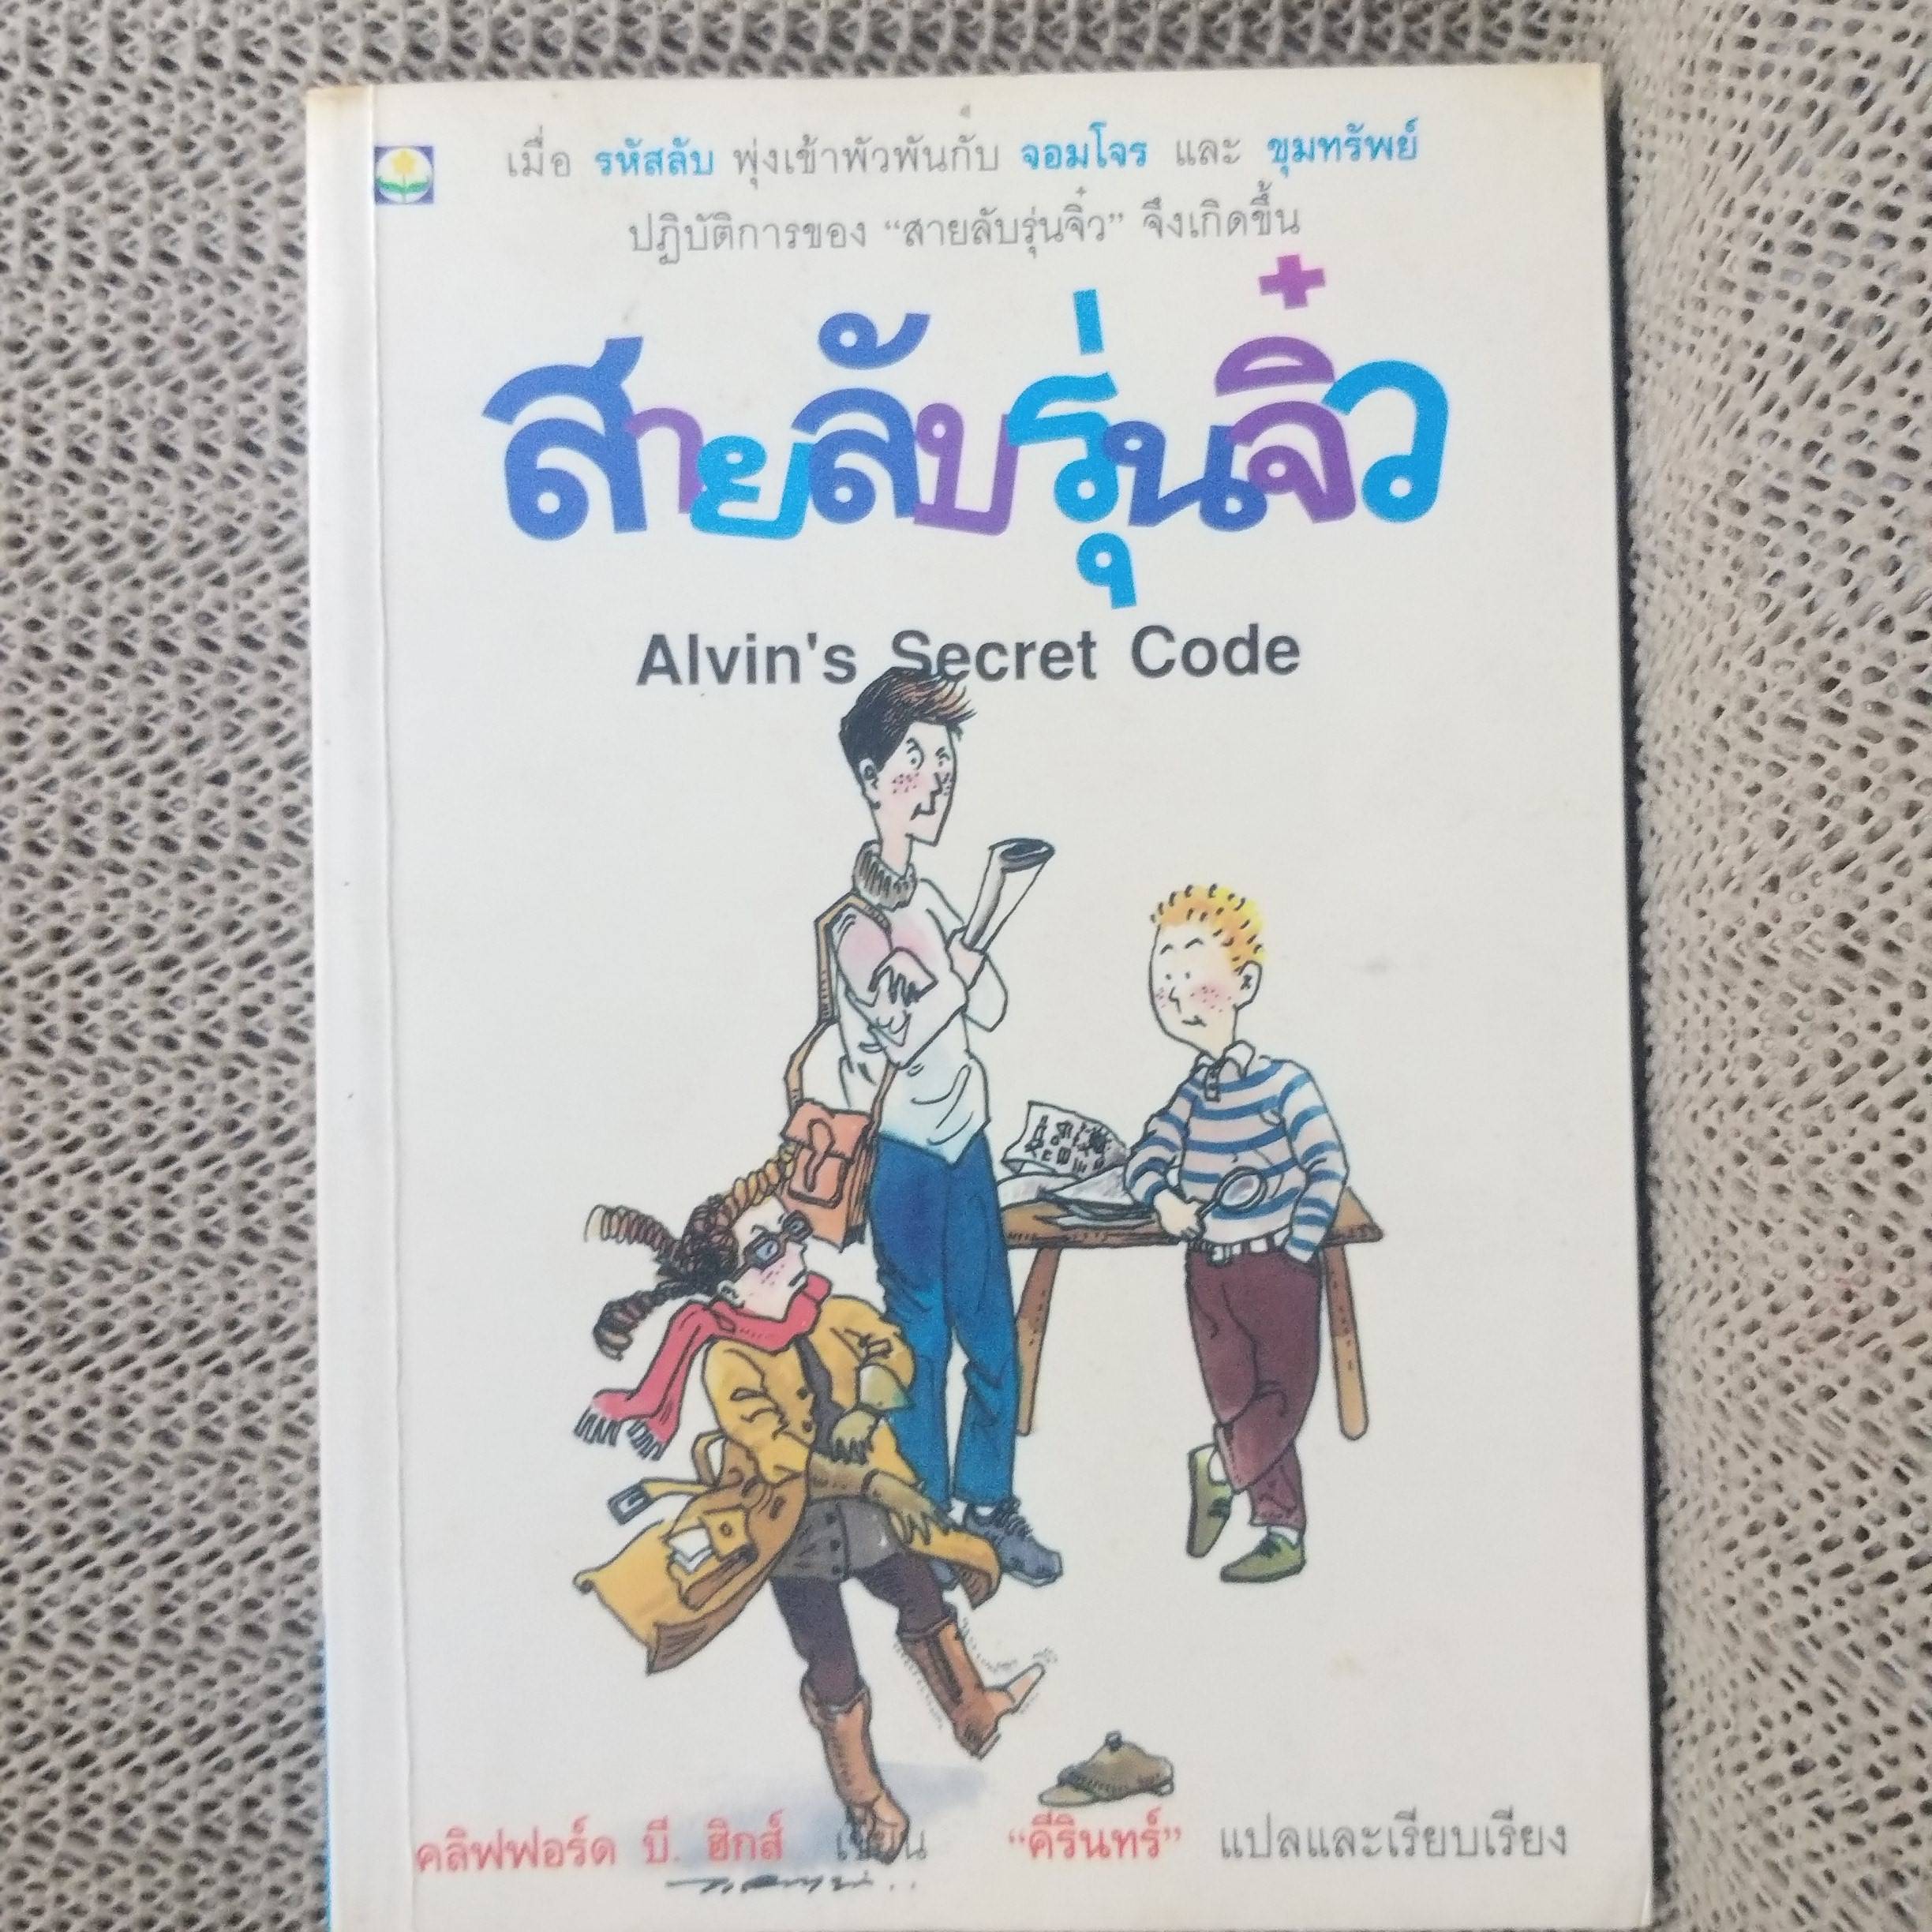 เมื่อ รหัสลับ พุ่งเข้าพัวพันกับ จอมโจร และ ขุมทรัพย์
ปฏิบัติการของ “สายลับรุ่นจิ๋ว” จึงเกิดขึ้น
สายลับรุ่นจิ๋ว
Alvin's Secret Code
คลิฟฟอร์ด บี. ฮิกส์ เขียน “คีรินทร์” แปลและเรียบเรียง